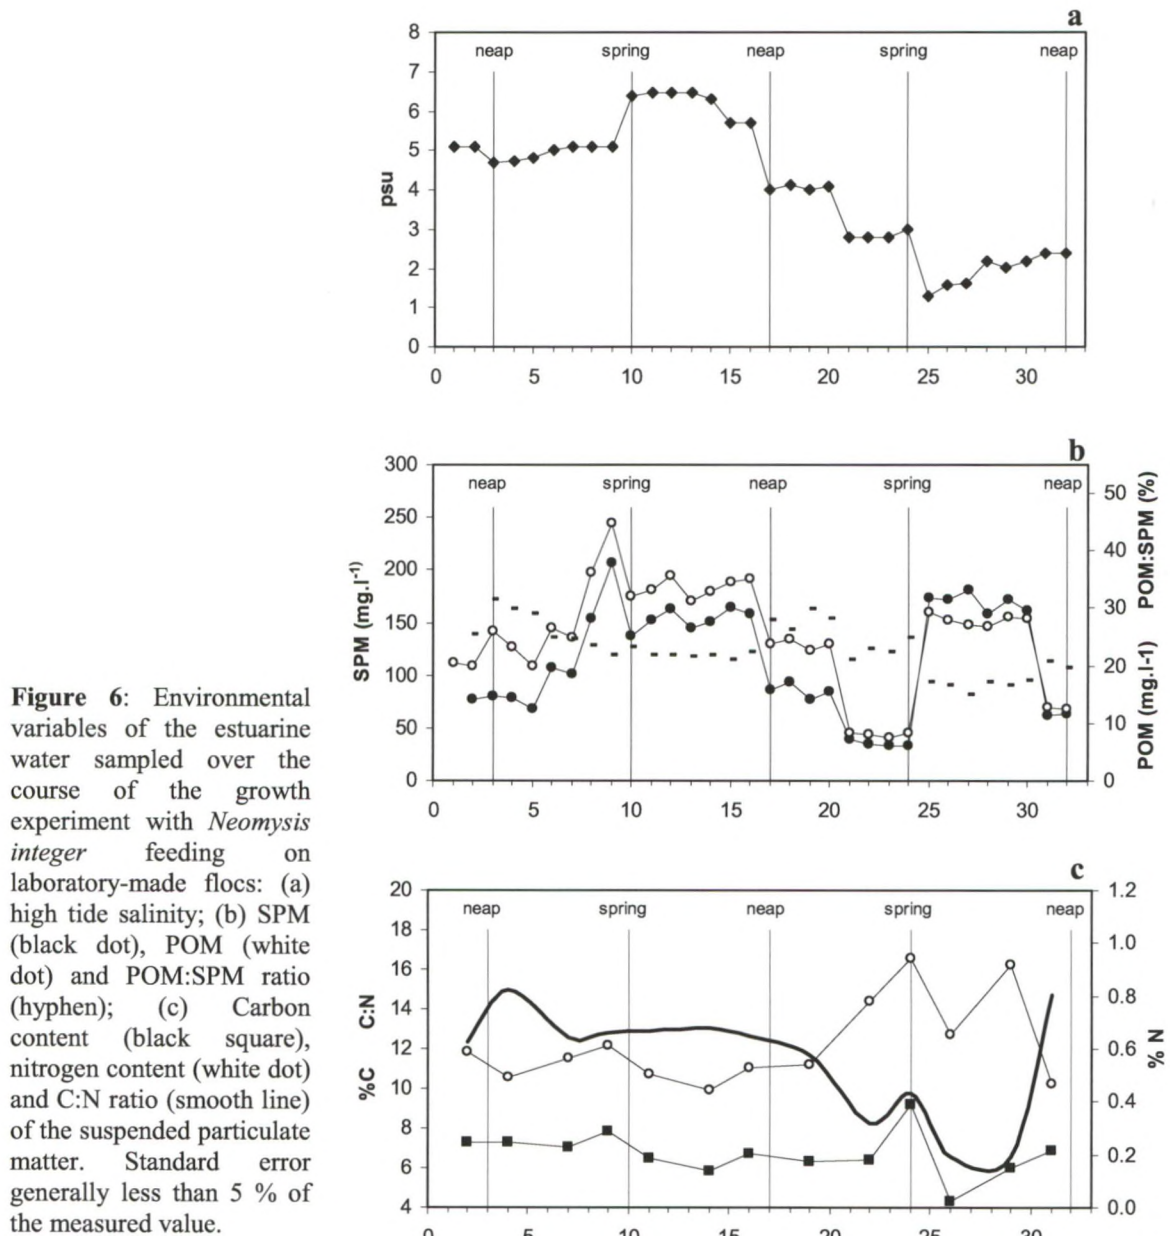 a
8
neap spring neap spring neap
7
6
5
4
3
2
1
0
psu
0 5 10 15 20 25 30
b
300
250
200
150
100
50
0
neap spring neap spring neap
50
40
30
20
10
0
SPM (mg.l-1)
POM (mg.l-1) POM:SPM (%)
0 5 10 15 20 25 30
c
20
18
16
14
12
10
8
6
4
neap spring neap spring neap
1.2
1.0
0.8
0.6
0.4
0.2
0.0
%C C:N
% N
0 5 10 15 20 25 30
Figure 6: Environmental
variables of the estuarine
water sampled over the
course of the growth
experiment with Neomysis
integer feeding on
laboratory-made flocs: (a)
high tide salinity; (b) SPM
(black dot), POM (white
dot) and POM:SPM ratio
(hyphen); (c) Carbon
content (black square),
nitrogen content (white dot)
and C:N ratio (smooth line)
of the suspended particulate
matter. Standard error
generally less than 5 % of
the measured value.